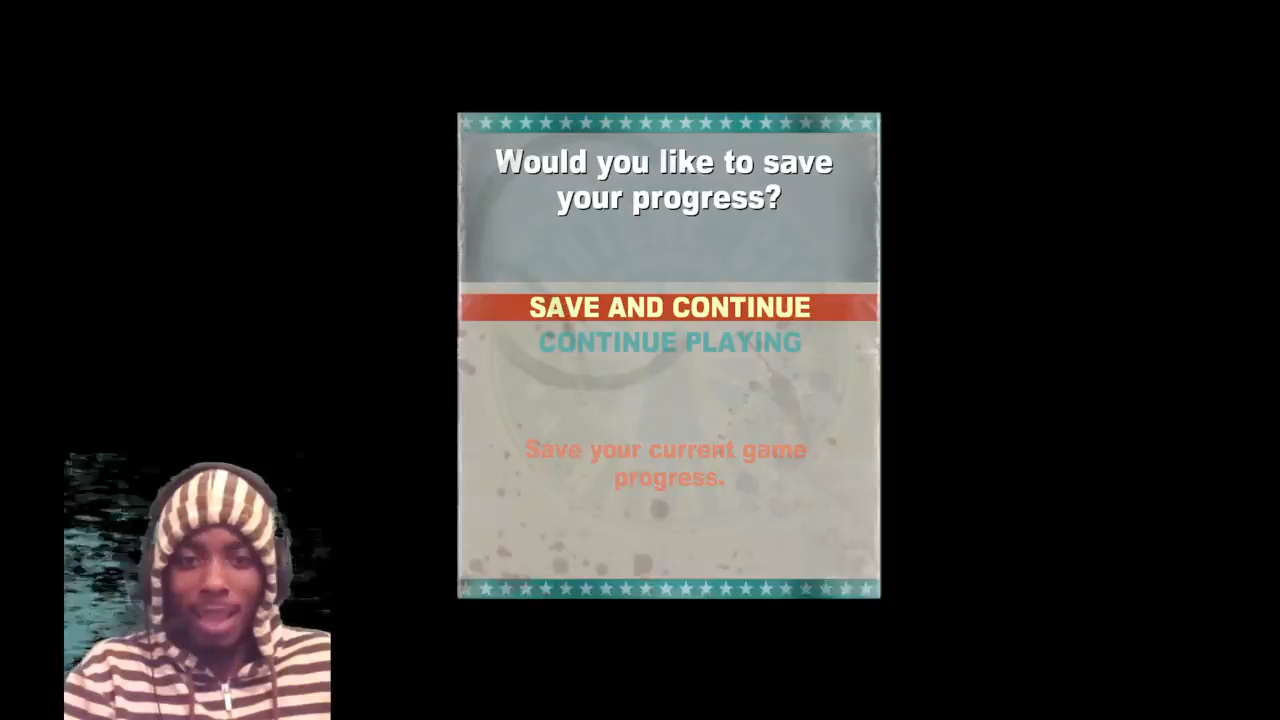 Would you like to save
your progress?
SAVE AND CONTINUE
CONTINUE PLAYING
Save your current game
progress.